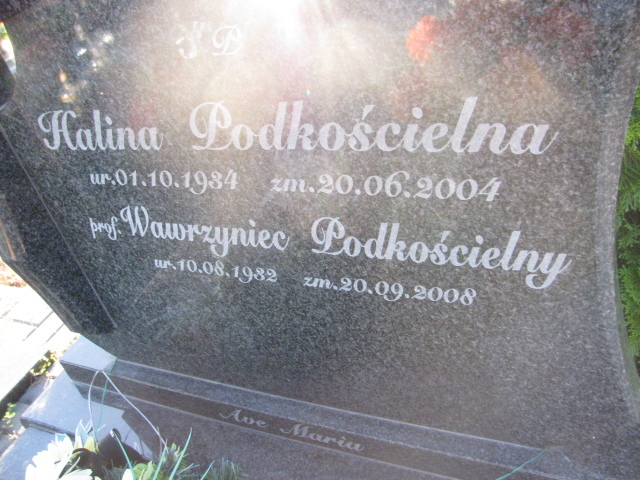 Ś P
Halina Podkościelna
ur.01.10.1934 zm.20.06.2004
prof. Wawrzyniec Podkościelny
ur.10.08.1932 zm.20.09.2008
Ave Maria